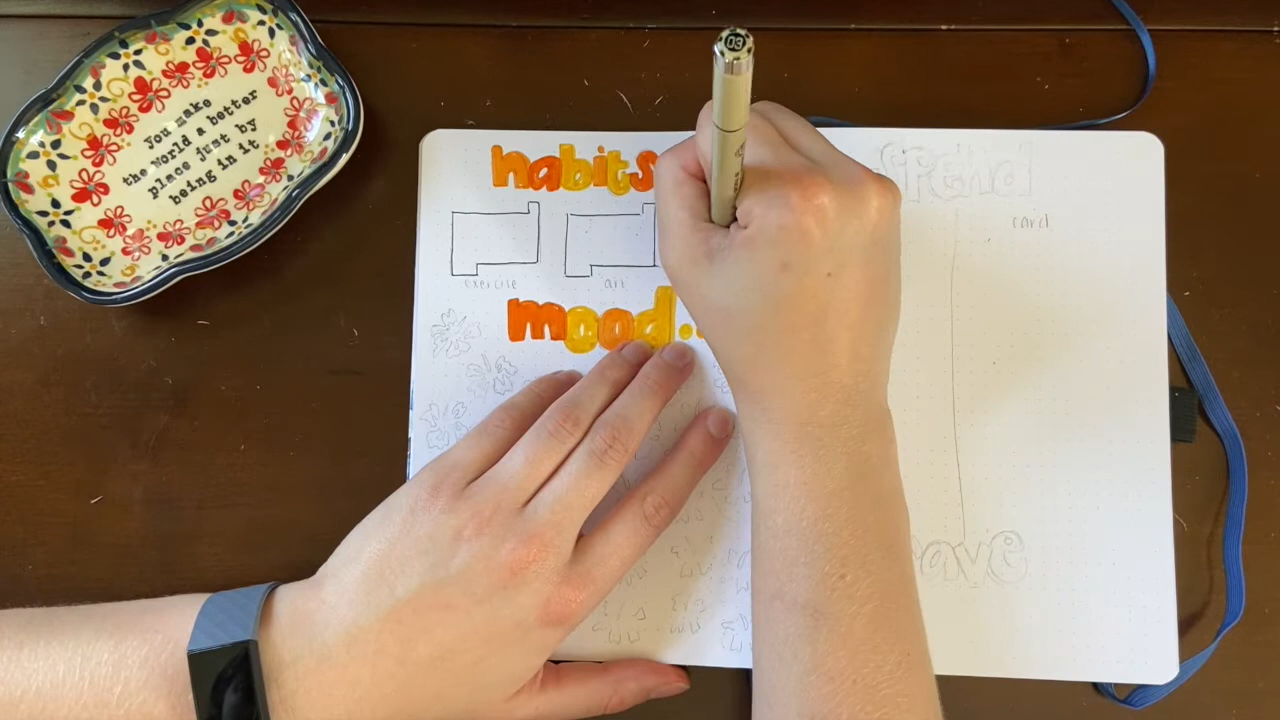 you make
the world a better
place just by
being in it
03
habits
exercise
art
mood..
spend
card
save